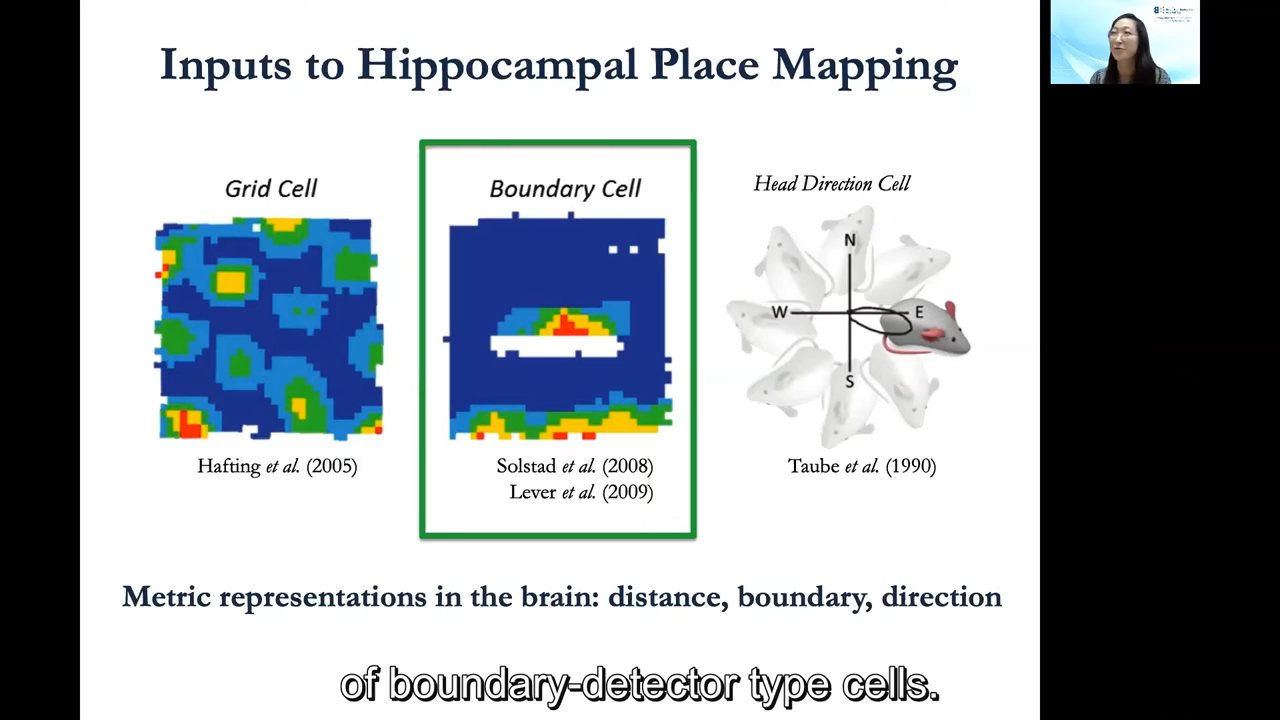 Inputs to Hippocampal Place Mapping
Grid Cell
Boundary Cell
Head Direction Cell
N
W
E
S
Hafting et al. (2005)
Solstad et al. (2008)
Lever et al. (2009)
Taube et al. (1990)
Metric representations in the brain: distance, boundary, direction
of boundary-detector type cells.